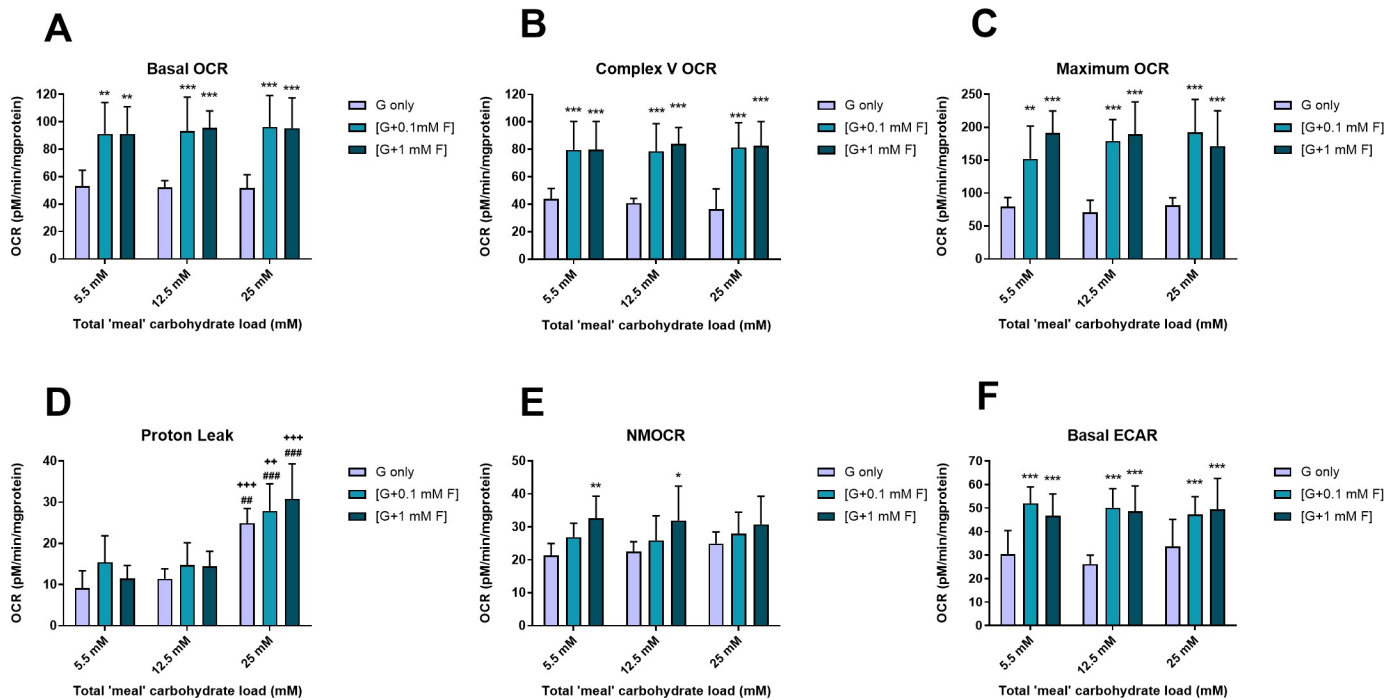 A
Basal OCR
OCR (pM/min/mgprotein)
120
100
80
60
40
20
0
** ** *** *** *** ***
5.5 mM
12.5 mM
25 mM
Total 'meal' carbohydrate load (mM)
G only
[G+0.1mM F]
[G+1 mM F]
B
Complex V OCR
OCR (pM/min/mgprotein)
120
100
80
60
40
20
0
*** *** *** *** *** ***
5.5 mM
12.5 mM
25 mM
Total 'meal' carbohydrate load (mM)
G only
[G+0.1 mM F]
[G+1 mM F]
C
Maximum OCR
OCR (pM/min/mgprotein)
250
200
150
100
50
0
** *** *** *** *** ***
5.5 mM
12.5 mM
25 mM
Total 'meal' carbohydrate load (mM)
G only
[G+0.1 mM F]
[G+1 mM F]
D
Proton Leak
OCR (pM/min/mgprotein)
40
30
20
10
0
+++ ++ +++
## ### ###
5.5 mM
12.5 mM
25 mM
Total 'meal' carbohydrate load (mM)
G only
[G+0.1 mM F]
[G+1 mM F]
E
NMOCR
OCR (pM/min/mgprotein)
50
40
30
20
10
0
** *
5.5 mM
12.5 mM
25 mM
Total 'meal' carbohydrate load (mM)
G only
[G+0.1 mM F]
[G+1 mM F]
F
Basal ECAR
OCR (pM/min/mgprotein)
70
60
50
40
30
20
10
0
*** *** *** *** *** ***
5.5 mM
12.5 mM
25 mM
Total 'meal' carbohydrate load (mM)
G only
[G+0.1 mM F]
[G+1 mM F]